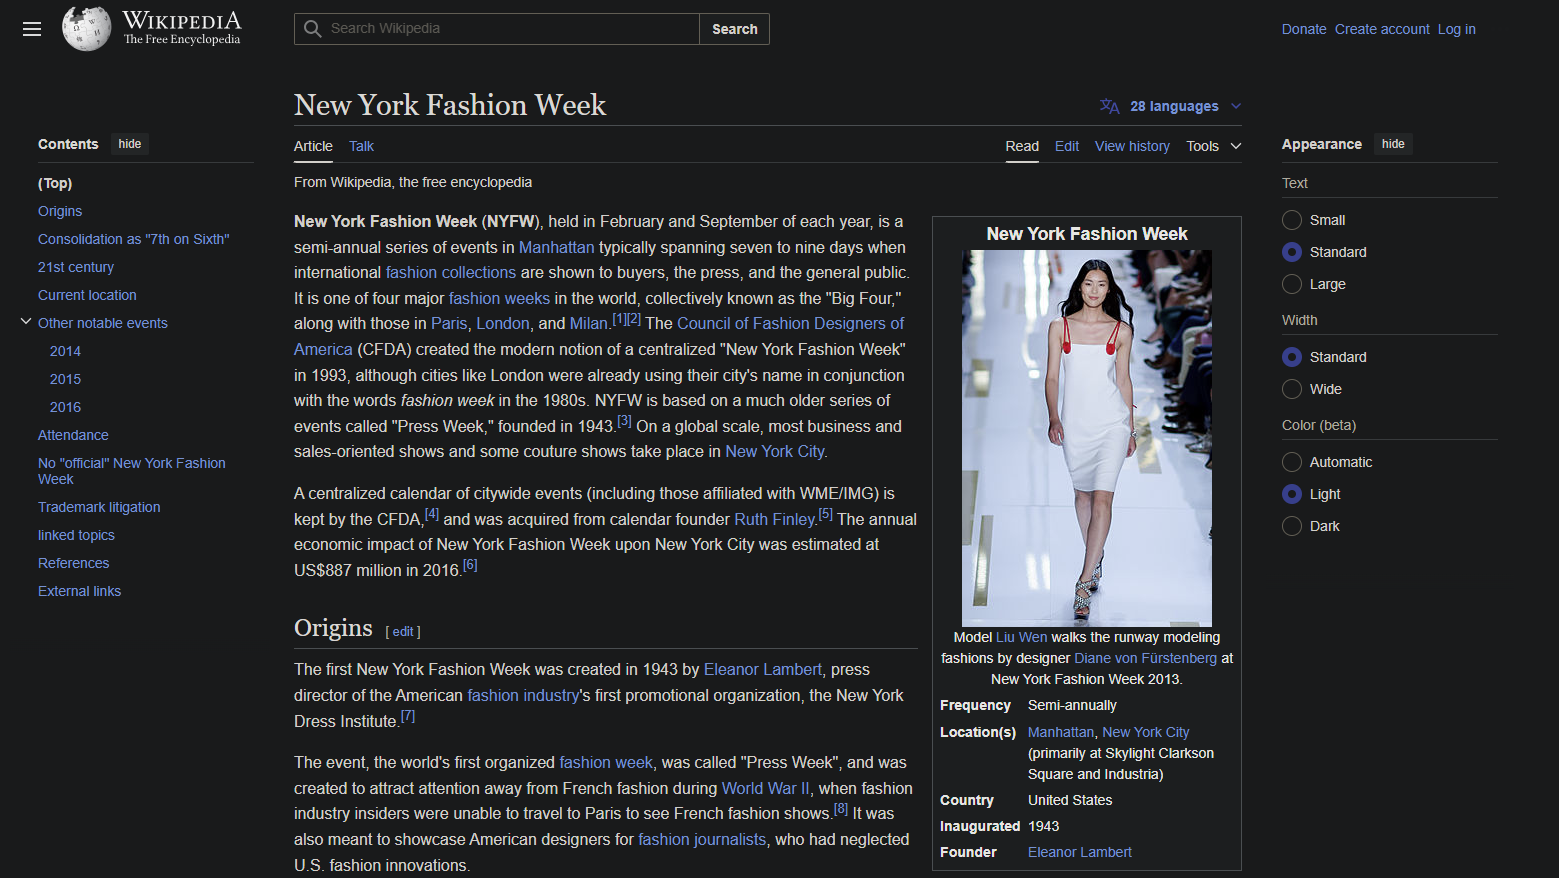 WIKIPEDIA
The Free Encyclopedia
Search Wikipedia
Search
Donate Create account Log in
New York Fashion Week
28 languages
Article Talk
Read Edit View history Tools
From Wikipedia, the free encyclopedia
Contents hide
(Top)
Origins
Consolidation as "7th on Sixth"
21st century
Current location
Other notable events
2014
2015
2016
Attendance
No "official" New York Fashion
Week
Trademark litigation
linked topics
References
External links
New York Fashion Week (NYFW), held in February and September of each year, is a
semi-annual series of events in Manhattan typically spanning seven to nine days when
international fashion collections are shown to buyers, the press, and the general public.
It is one of four major fashion weeks in the world, collectively known as the "Big Four,"
along with those in Paris, London, and Milan.[1][2] The Council of Fashion Designers of
America (CFDA) created the modern notion of a centralized "New York Fashion Week"
in 1993, although cities like London were already using their city's name in conjunction
with the words fashion week in the 1980s. NYFW is based on a much older series of
events called "Press Week," founded in 1943.[3] On a global scale, most business and
sales-oriented shows and some couture shows take place in New York City.
A centralized calendar of citywide events (including those affiliated with WME/IMG) is
kept by the CFDA,[4] and was acquired from calendar founder Ruth Finley.[5] The annual
economic impact of New York Fashion Week upon New York City was estimated at
US$887 million in 2016.[6]
Origins [ edit ]
The first New York Fashion Week was created in 1943 by Eleanor Lambert, press
director of the American fashion industry's first promotional organization, the New York
Dress Institute.[7]
The event, the world's first organized fashion week, was called "Press Week", and was
created to attract attention away from French fashion during World War II, when fashion
industry insiders were unable to travel to Paris to see French fashion shows.[8] It was
also meant to showcase American designers for fashion journalists, who had neglected
U.S. fashion innovations.
New York Fashion Week
Model Liu Wen walks the runway modeling
fashions by designer Diane von Fürstenberg at
New York Fashion Week 2013.
Frequency Semi-annually
Location(s) Manhattan, New York City
(primarily at Skylight Clarkson
Square and Industria)
Country United States
Inaugurated 1943
Founder Eleanor Lambert
Appearance hide
Text
Small
Standard
Large
Width
Standard
Wide
Color (beta)
Automatic
Light
Dark